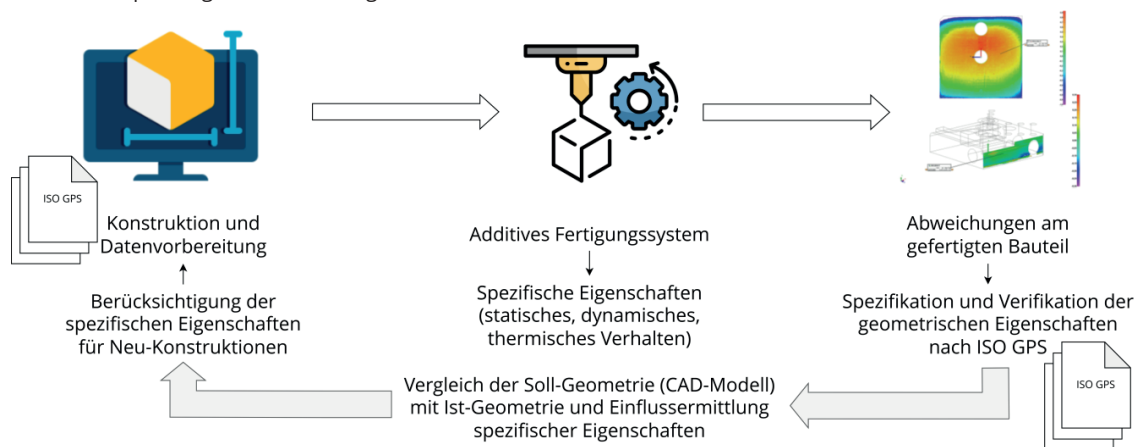 ISO GPS
Konstruktion und
Datenvorbereitung
Berücksichtigung der
spezifischen Eigenschaften
für Neu-Konstruktionen
Additives Fertigungssystem
Spezifische Eigenschaften
(statisches, dynamisches,
thermisches Verhalten)
Abweichungen am
gefertigten Bauteil
Spezifikation und Verifikation der
geometrischen Eigenschaften
nach ISO GPS
ISO GPS
Vergleich der Soll-Geometrie (CAD-Modell)
mit Ist-Geometrie und Einflussermittlung
spezifischer Eigenschaften